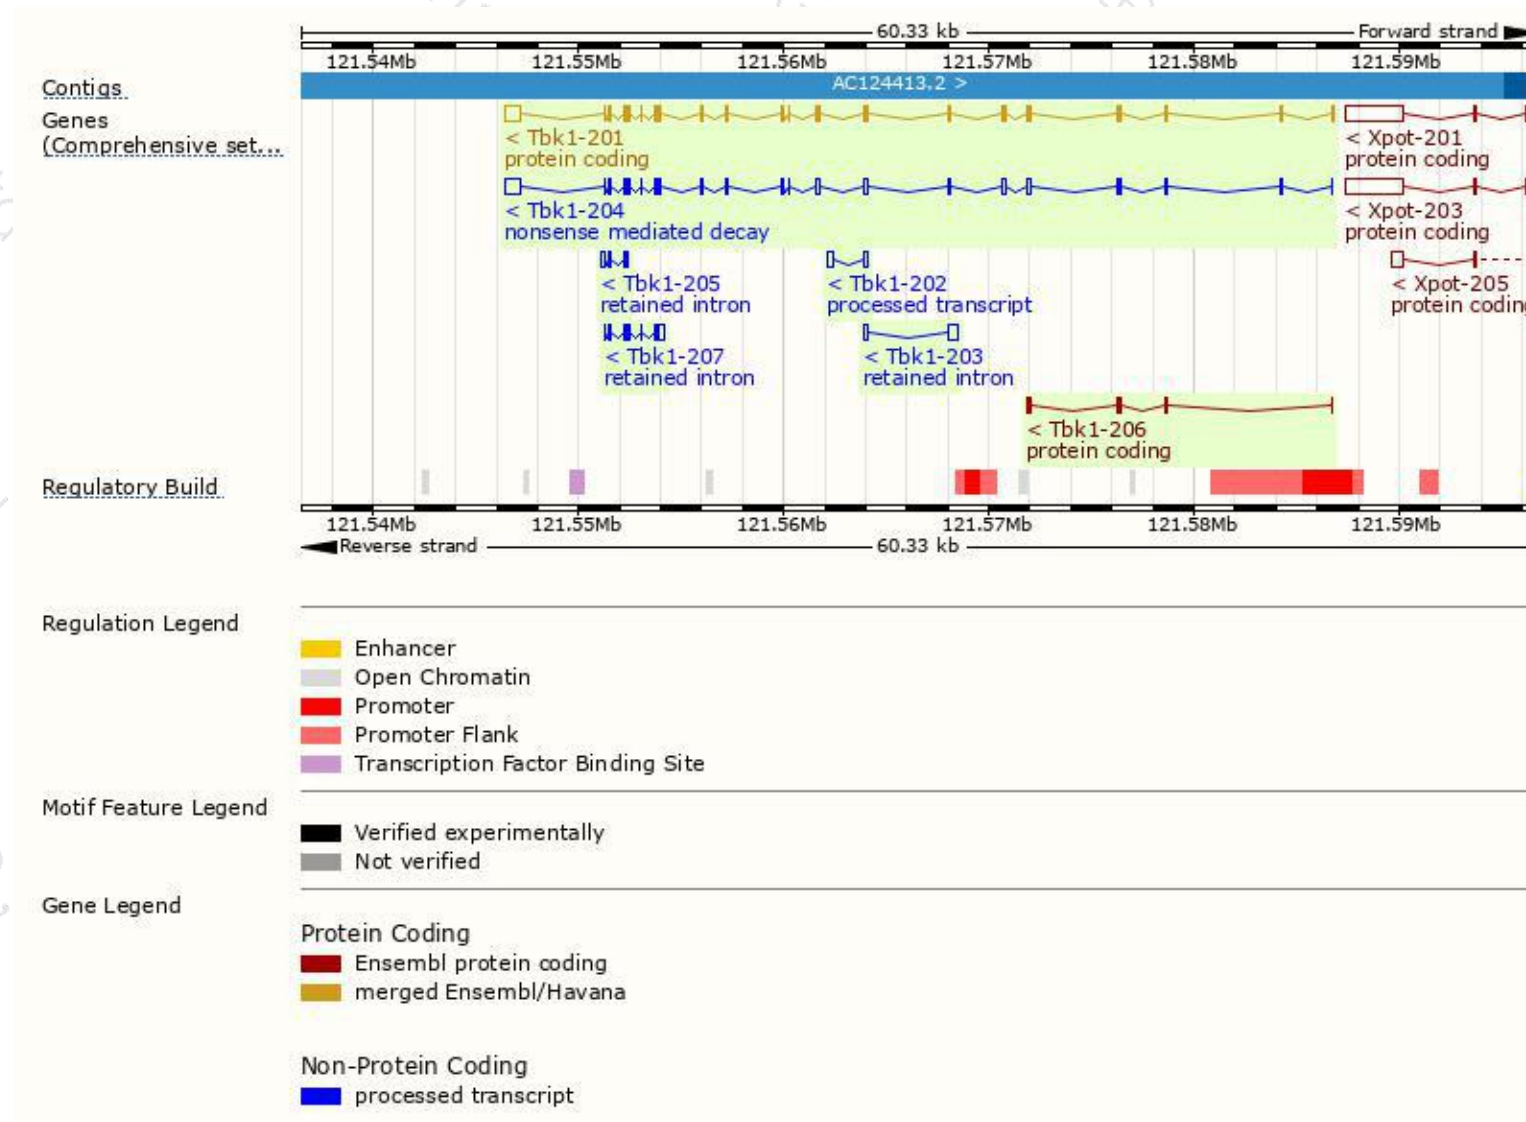 60.33 kb Forward strand
121.54Mb 121.55Mb 121.56Mb 121.57Mb 121.58Mb 121.59Mb
Contigs AC124413.2 >
Genes
(Comprehensive set...
< Tbk1-201 < Xpot-201
protein coding protein coding
< Tbk1-204 < Xpot-203
nonsense mediated decay protein coding
< Tbk1-205 < Tbk1-202 < Xpot-205
retained intron processed transcript protein coding
< Tbk1-207 < Tbk1-203
retained intron retained intron
< Tbk1-206
protein coding
Regulatory Build
121.54Mb 121.55Mb 121.56Mb 121.57Mb 121.58Mb 121.59Mb
Reverse strand 60.33 kb
Regulation Legend
Enhancer
Open Chromatin
Promoter
Promoter Flank
Transcription Factor Binding Site
Motif Feature Legend
Verified experimentally
Not verified
Gene Legend
Protein Coding
Ensembl protein coding
merged Ensembl/Havana
Non-Protein Coding
processed transcript